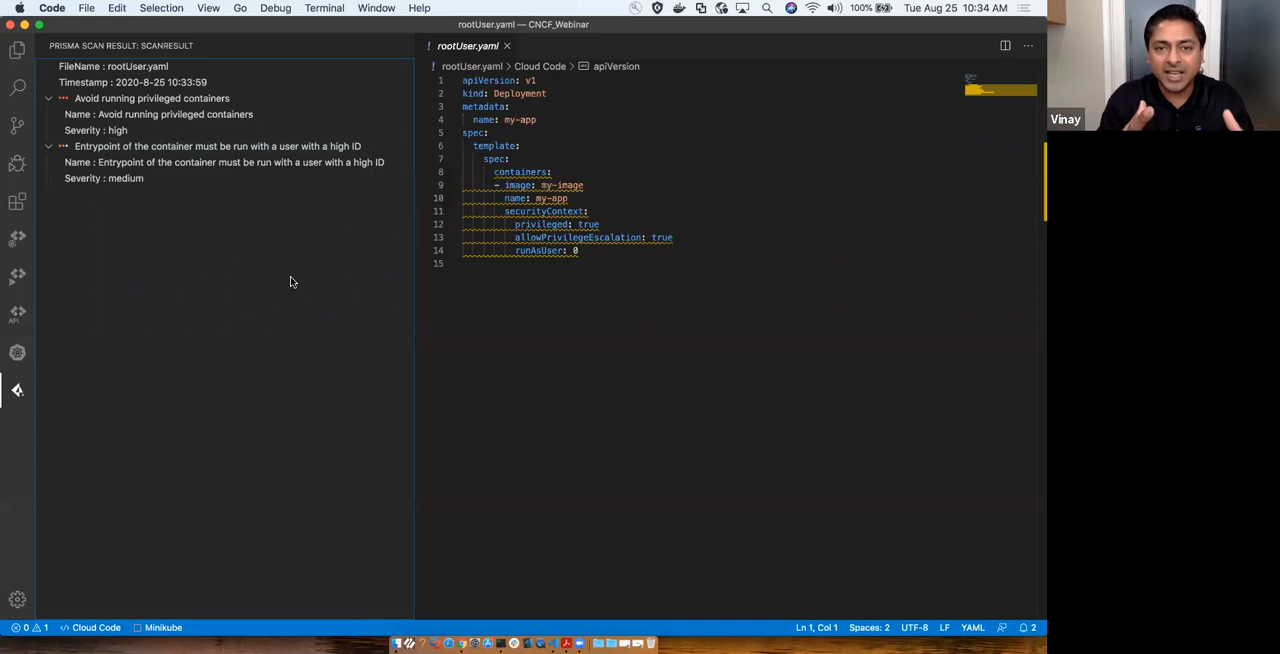 Code File Edit Selection View Go Debug Terminal Window Help 100% Tue Aug 25 10:34 AM
rootUser.yaml — CNCF_Webinar
PRISMA SCAN RESULT: SCANRESULT
FileName : rootUser.yaml
Timestamp : 2020-8-25 10:33:59
Avoid running privileged containers
Name : Avoid running privileged containers
Severity : high
Entrypoint of the container must be run with a user with a high ID
Name : Entrypoint of the container must be run with a user with a high ID
Severity : medium
API
! rootUser.yaml ×
! rootUser.yaml > Cloud Code > apiVersion
1 apiVersion: v1
2 kind: Deployment
3 metadata:
4 name: my-app
5 spec:
6 template:
7 spec:
8 containers:
9 - image: my-image
10 name: my-app
11 securityContext:
12 privileged: true
13 allowPrivilegeEscalation: true
14 runAsUser: 0
15
Vinay
0 1 </> Cloud Code Minikube Ln 1, Col 1 Spaces: 2 UTF-8 LF YAML 2